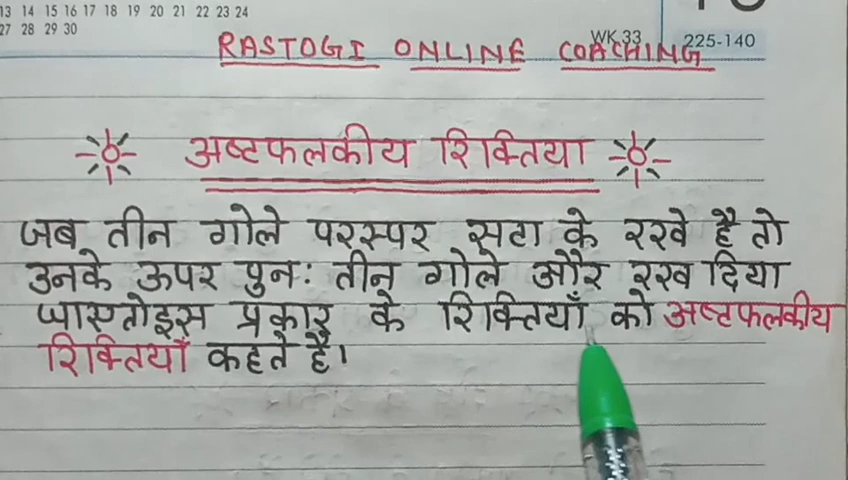 13 14 15 16 17 18 19 20 21 22 23 24
27 28 29 30
WK 33 225-140
RASTOGI ONLINE COACHING
अष्टफलकीय रिक्तिया
जब तीन गोले परस्पर सटा के रखे है तो
उनके ऊपर पुनः तीन गोले और रख दिया
जाए तो इस प्रकार के रिक्तियाँ को अष्टफलकीय
रिक्तियाँ कहते है।